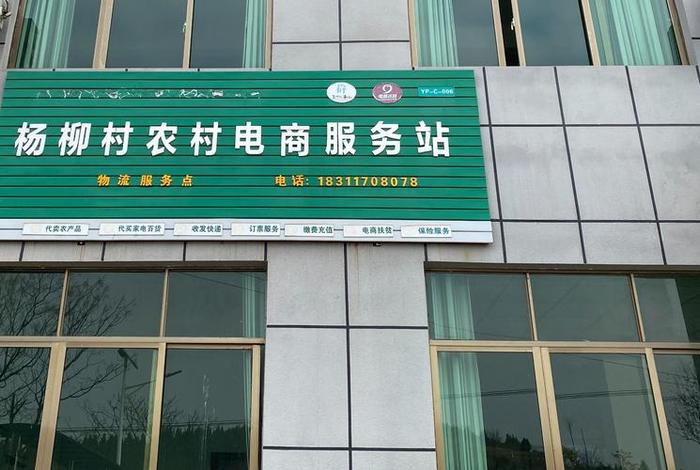 YP-C-006
杨柳村农村电商服务站
物流服务点 电话: 18311708078
代卖农产品 代买家电百货 收发快递 订票服务 缴费充值 电商扶贫 保险服务